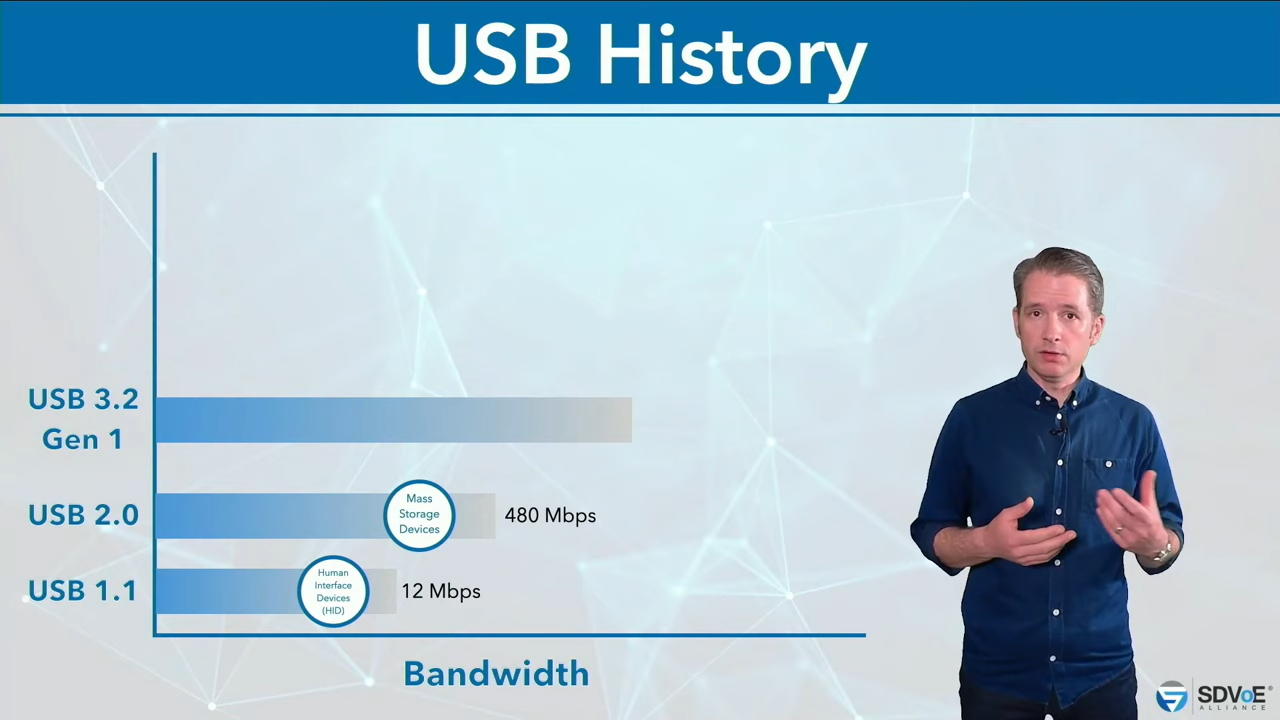 USB History
USB 3.2
Gen 1
USB 2.0
Mass
Storage
Devices
480 Mbps
USB 1.1
Human
Interface
Devices
(HID)
12 Mbps
Bandwidth
SDVoE®
ALLIANCE